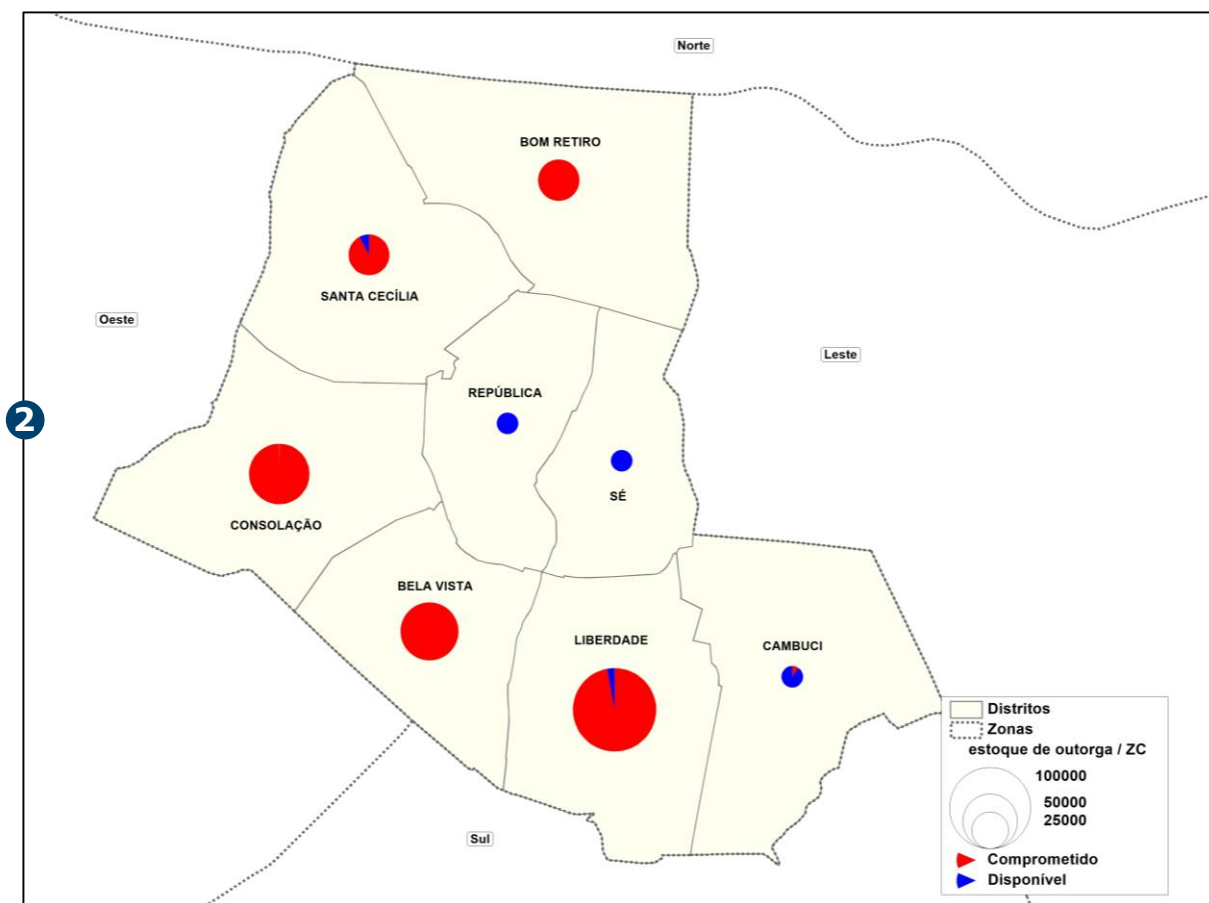 Norte
BOM RETIRO
SANTA CECÍLIA
Oeste
Leste
REPÚBLICA
2
SÉ
CONSOLAÇÃO
BELA VISTA
LIBERDADE
CAMBUCI
Sul
Distritos
Zonas
estoque de outorga / ZC
100000
50000
25000
Comprometido
Disponível